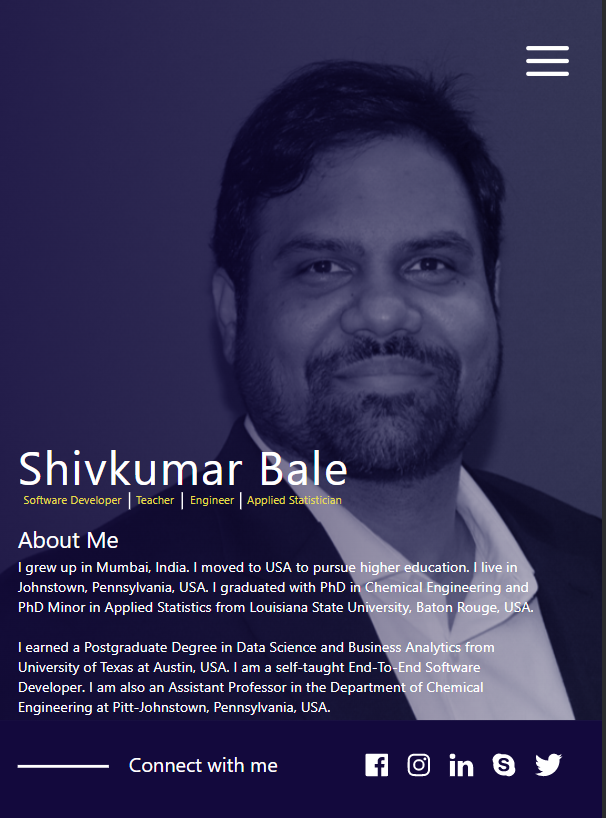 Shivkumar Bale
Software Developer | Teacher | Engineer | Applied Statistician
About Me
I grew up in Mumbai, India. I moved to USA to pursue higher education. I live in
Johnstown, Pennsylvania, USA. I graduated with PhD in Chemical Engineering and
PhD Minor in Applied Statistics from Louisiana State University, Baton Rouge, USA.
I earned a Postgraduate Degree in Data Science and Business Analytics from
University of Texas at Austin, USA. I am a self-taught End-To-End Software
Developer. I am also an Assistant Professor in the Department of Chemical
Engineering at Pitt-Johnstown, Pennsylvania, USA.
Connect with me